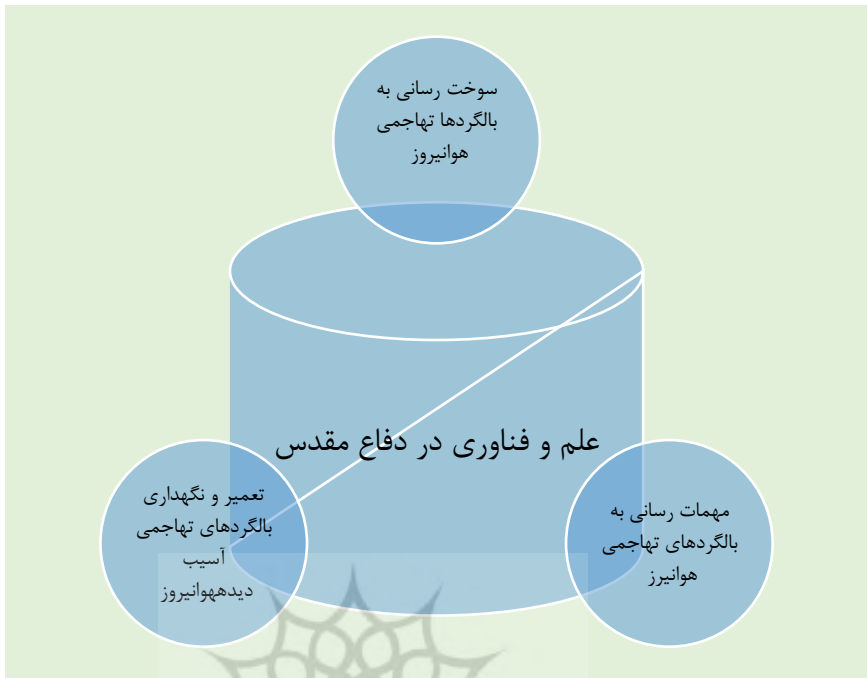 سوخت رسانی به
بالگردها تهاجمی
هوانیروز
علم و فناوری در دفاع مقدس
مهمات رسانی به
بالگردهای تهاجمی
هوانیرز
تعمیر و نگهداری
بالگردهای تهاجمی
آسیب
دیدههوانیروز